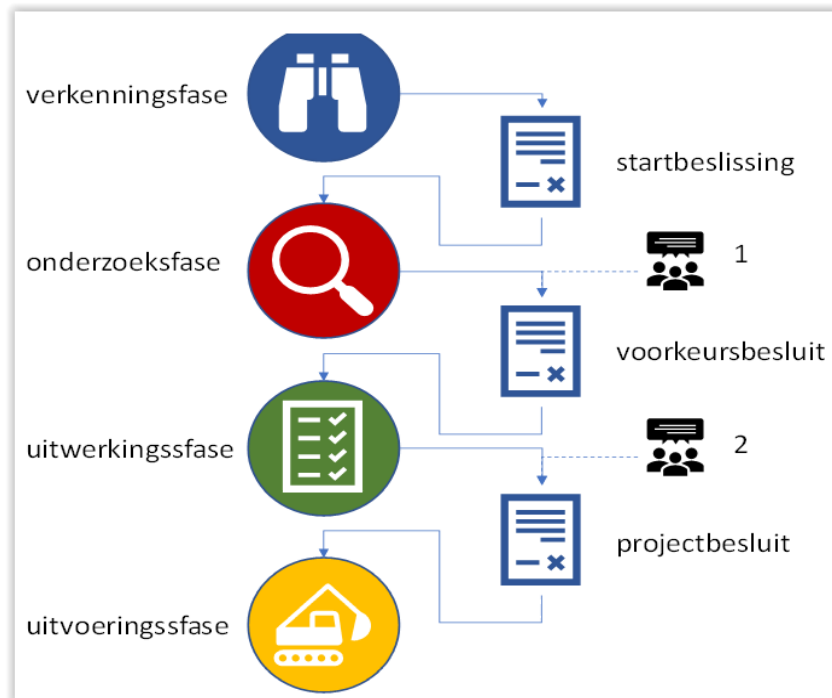 verkenningsfase
startbeslissing
onderzoeksfase
1
voorkeursbesluit
uitwerkingssfase
2
projectbesluit
uitvoeringssfase